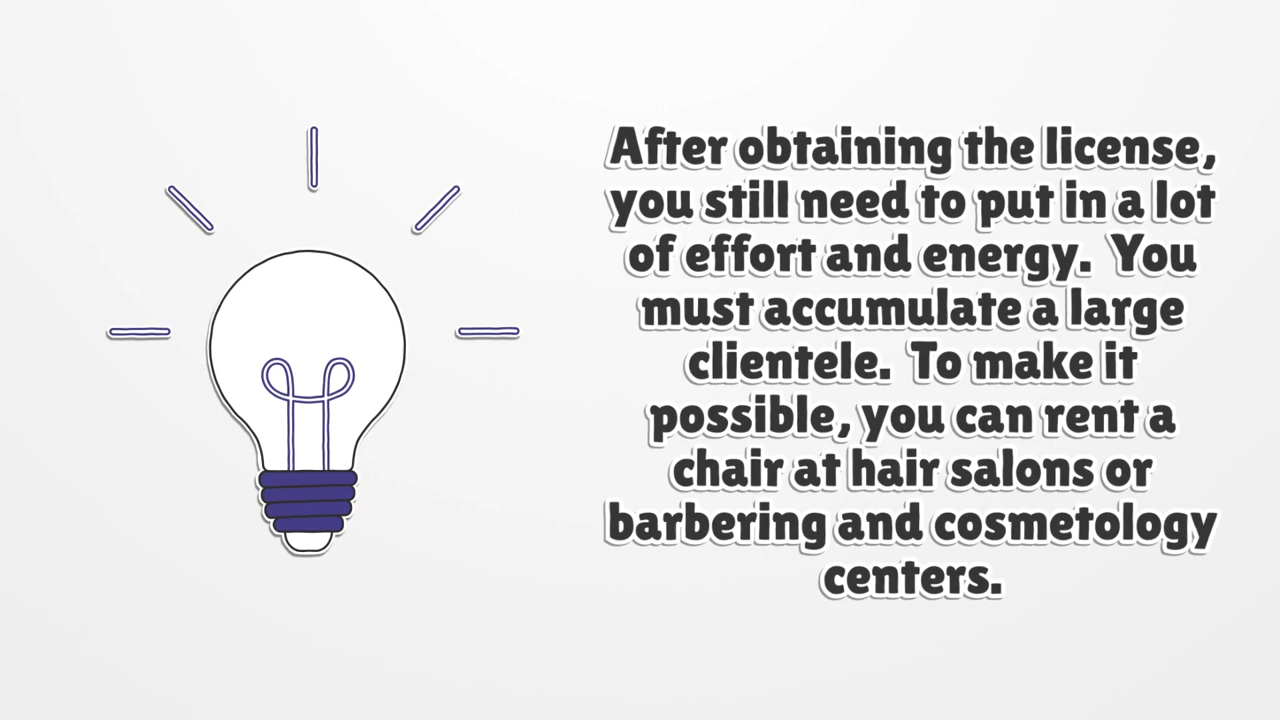 After obtaining the license,
you still need to put in a lot
of effort and energy.  You
must accumulate a large
clientele.  To make it
possible, you can rent a
chair at hair salons or
barbering and cosmetology
centers.